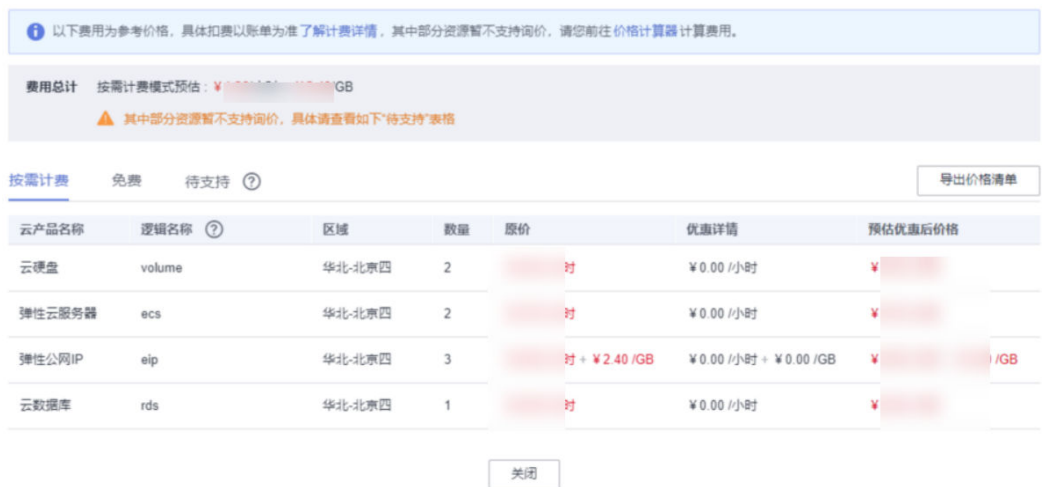 以下费用为参考价格，具体扣费以账单为准 了解计费详情，其中部分资源暂不支持询价，请您前往 价格计算器 计算费用。
费用总计 按需计费模式预估：¥ /GB
其中部分资源暂不支持询价，具体请查看如下“待支持”表格
按需计费 免费 待支持 ? 导出价格清单
云产品名称 逻辑名称 ? 区域 数量 原价 优惠详情 预估优惠后价格
云硬盘 volume 华北-北京四 2 时 ¥0.00 /小时 ¥
弹性云服务器 ecs 华北-北京四 2 时 ¥0.00 /小时 ¥
弹性公网IP eip 华北-北京四 3 时 + ¥2.40 /GB ¥0.00 /小时 + ¥0.00 /GB ¥ /GB
云数据库 rds 华北-北京四 1 时 ¥0.00 /小时 ¥
关闭